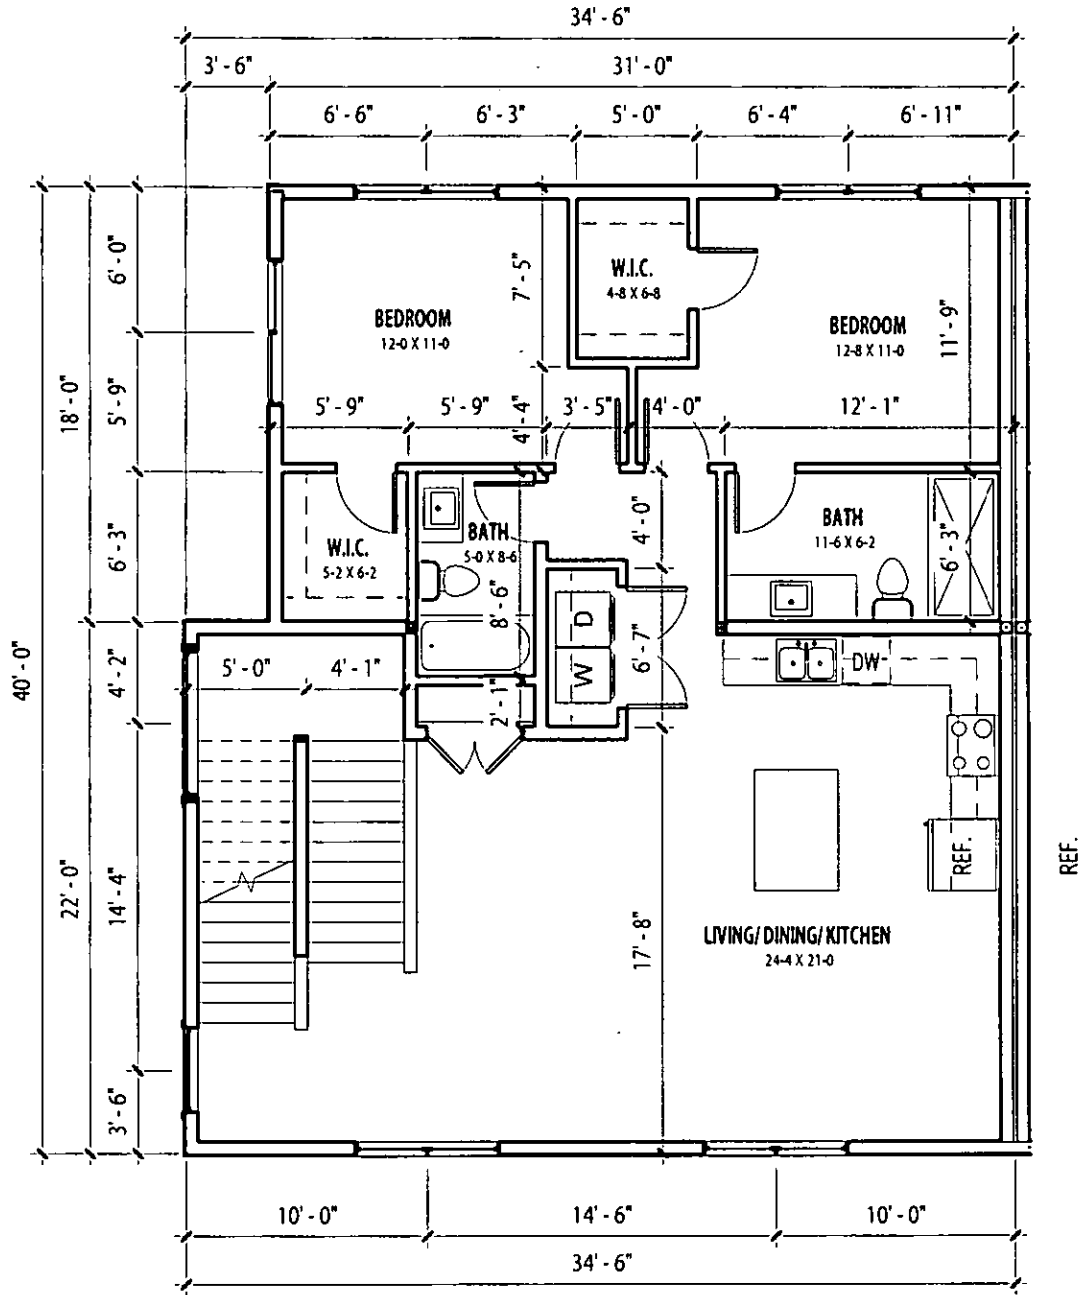 34' - 6"
3' - 6"
31' - 0"
6' - 6"
6' - 3"
5' - 0"
6' - 4"
6' - 11"
6' - 0"
7' - 5"
W.I.C.
4-8 X 6-8
BEDROOM
12-0 X 11-0
BEDROOM
12-8 X 11-0
11' - 9"
18' - 0"
5' - 9"
5' - 9"
5' - 9"
4' - 4"
3' - 5"
4' - 0"
12' - 1"
6' - 3"
W.I.C.
5-2 X 6-2
BATH
5-0 X 8-6
4' - 0"
BATH
11-6 X 6-2
6' - 3"
8' - 6"
D
W
6' - 7"
40' - 0"
4' - 2"
5' - 0"
4' - 1"
2' - 1"
DW
22' - 0"
14' - 4"
REF.
REF.
17' - 8"
LIVING/ DINING/ KITCHEN
24-4 X 21-0
3' - 6"
10' - 0"
14' - 6"
10' - 0"
34' - 6"